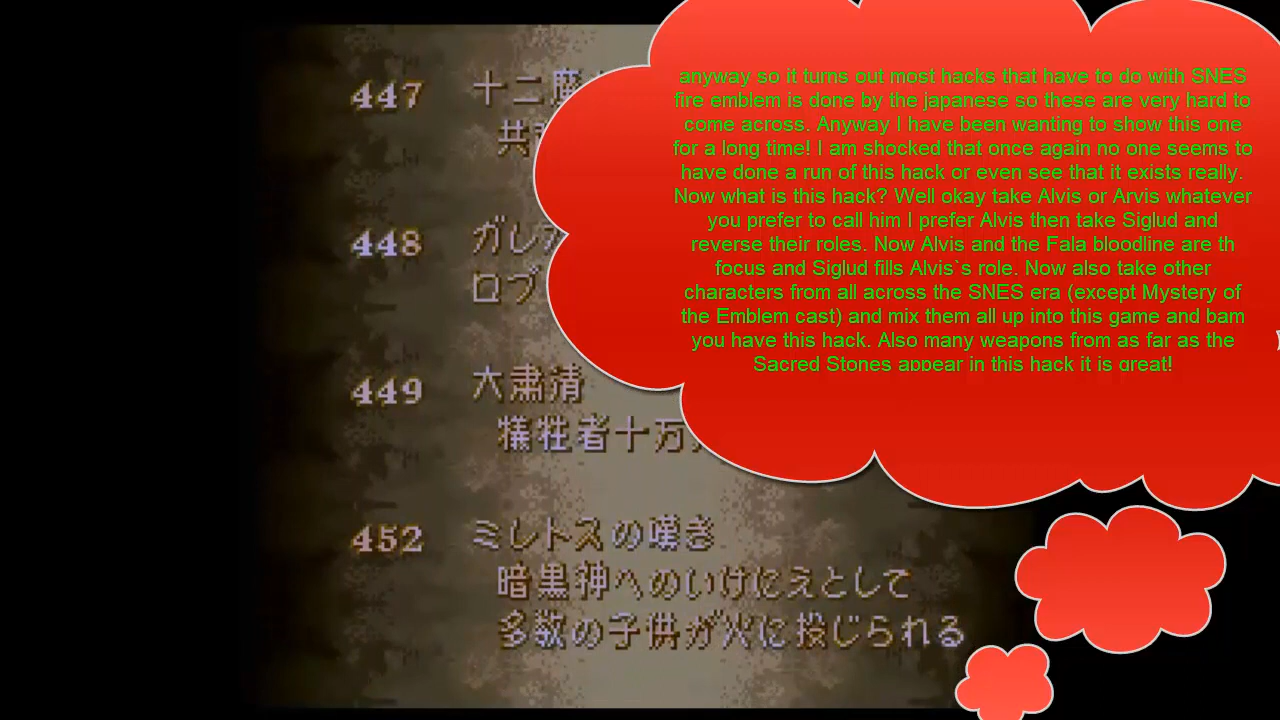 447 十二魔
共
448 ガレ
ロプ
449 大粛清
犠牲者十万
452 ミレトスの嘆き
暗黒神へのいけにえとして
多数の子供が火に投じられる
anyway so it turns out most hacks that have to do with SNES
fire emblem is done by the japanese so these are very hard to
come across. Anyway I have been wanting to show this one
for a long time! I am shocked that once again no one seems to
have done a run of this hack or even see that it exists really.
Now what is this hack? Well okay take Alvis or Arvis whatever
you prefer to call him I prefer Alvis then take Siglud and
reverse their roles. Now Alvis and the Fala bloodline are th
focus and Siglud fills Alvis`s role. Now also take other
characters from all across the SNES era (except Mystery of
the Emblem cast) and mix them all up into this game and bam
you have this hack. Also many weapons from as far as the
Sacred Stones appear in this hack it is great!